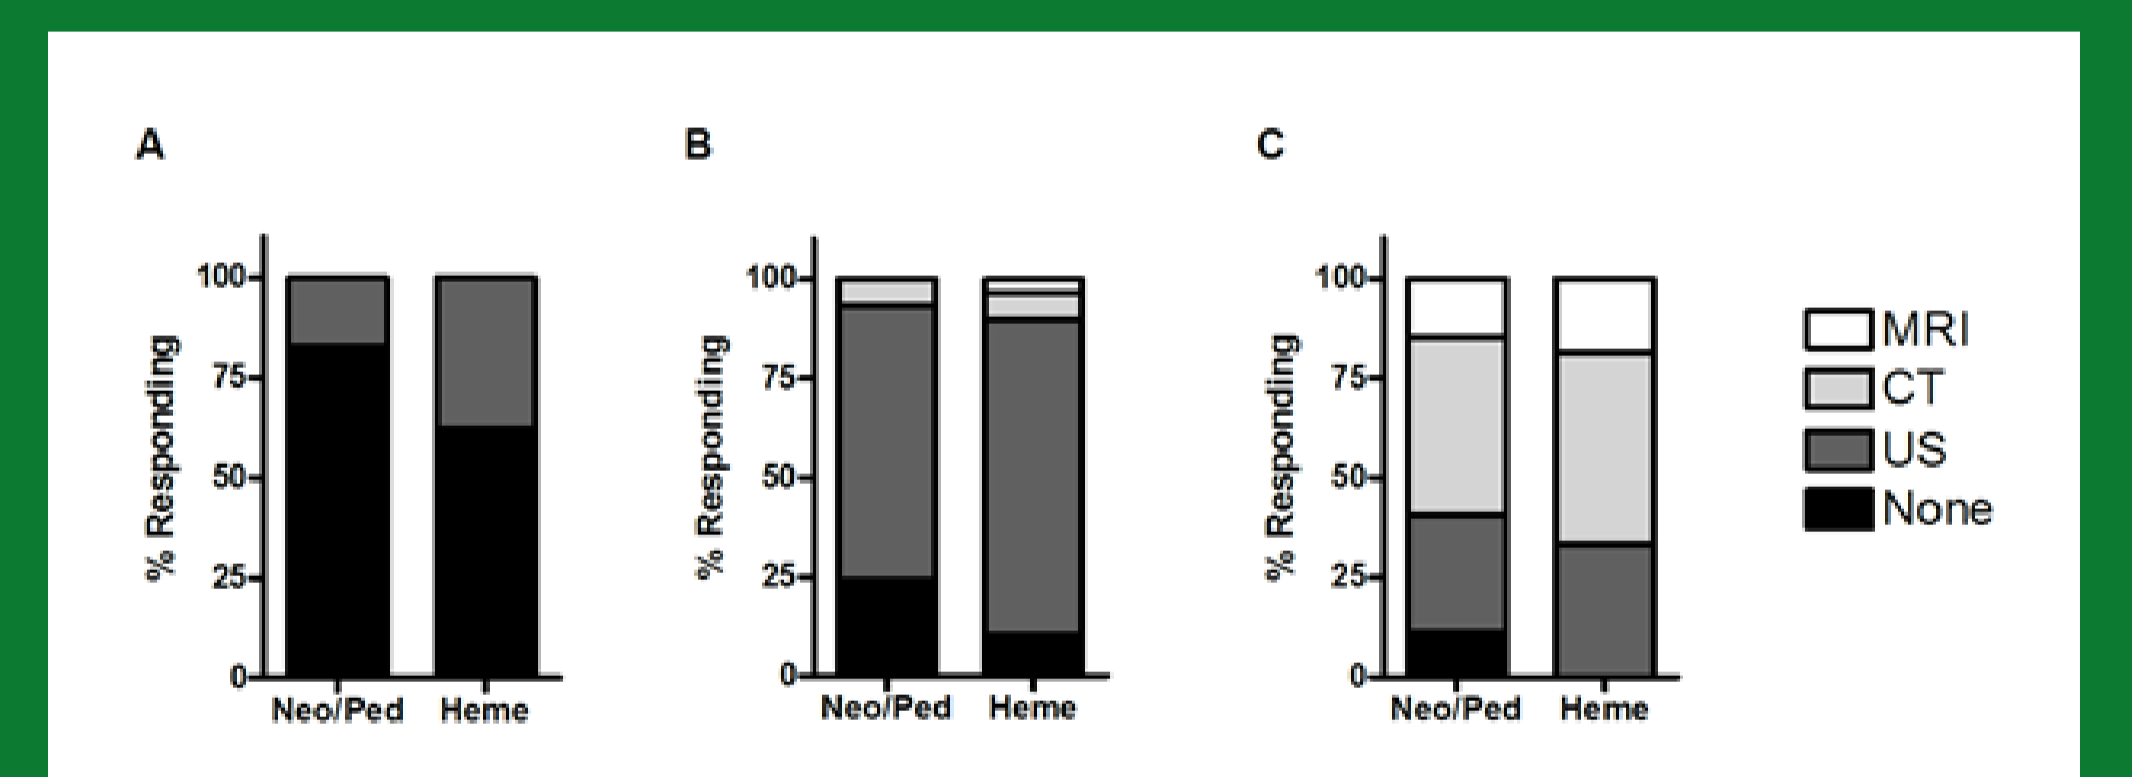 A
B
C
% Responding
100
75
50
25
0
Neo/Ped
Heme
% Responding
100
75
50
25
0
Neo/Ped
Heme
% Responding
100
75
50
25
0
Neo/Ped
Heme
MRI
CT
US
None